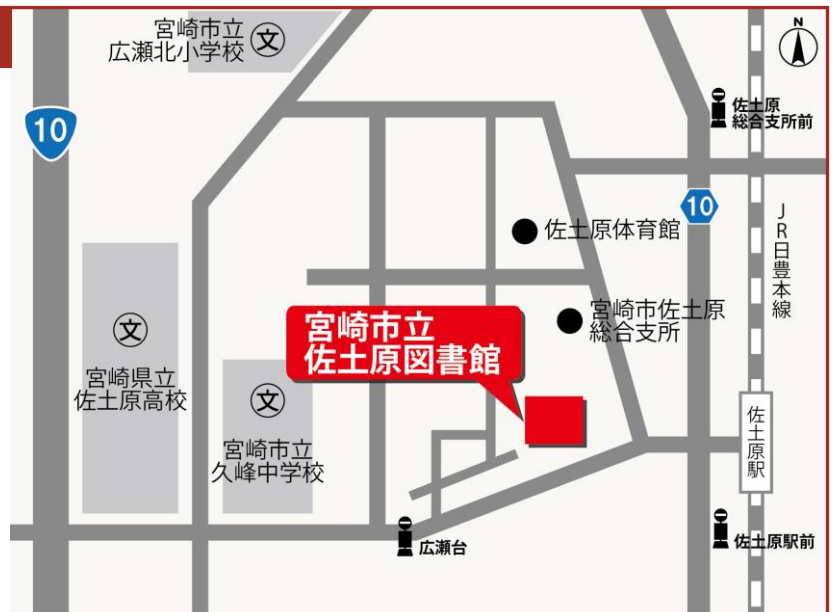 宮崎市立
広瀬北小学校
文
N
10
佐土原
総合支所前
10
佐土原体育館
JR日豊本線
宮崎市佐土原
総合支所
宮崎市立
佐土原図書館
文
宮崎県立
佐土原高校
文
宮崎市立
久峰中学校
佐土原駅
広瀬台
佐土原駅前